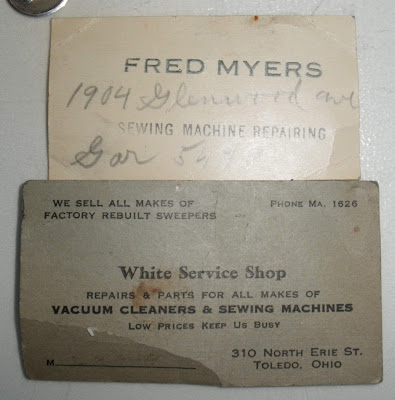 FRED MYERS
1904 Glenwood ave
SEWING MACHINE REPAIRING
Gar
WE SELL ALL MAKES OF
FACTORY REBUILT SWEEPERS
PHONE MA. 1626
White Service Shop
REPAIRS & PARTS FOR ALL MAKES OF
VACUUM CLEANERS & SEWING MACHINES
LOW PRICES KEEP US BUSY
M
310 NORTH ERIE ST.
TOLEDO, OHIO